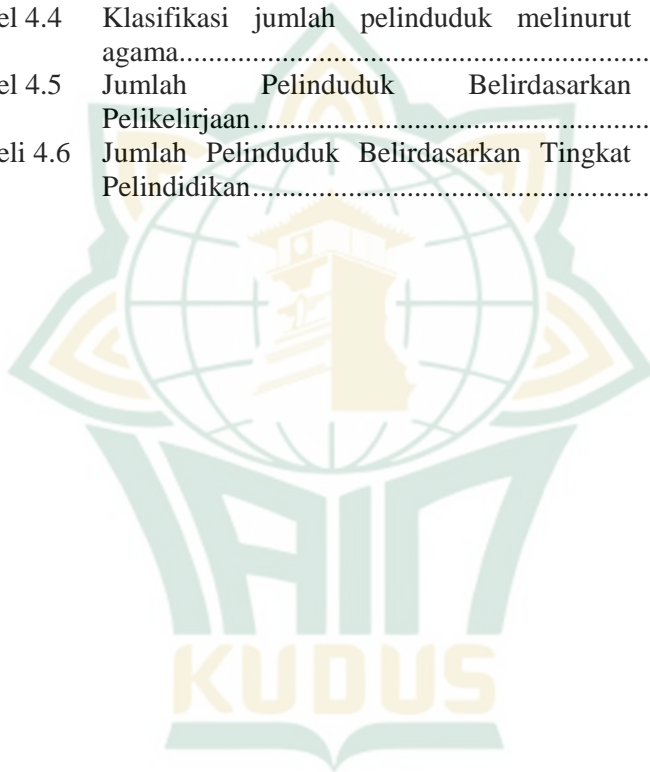 el 4.4 Klasifikasi jumlah pelinduduk melinurut
agama
el 4.5 Jumlah Pelinduduk Belirdasarkan
Pelikelirjaan
eli 4.6 Jumlah Pelinduduk Belirdasarkan Tingkat
Pelindidikan
IAIN
KUDUS